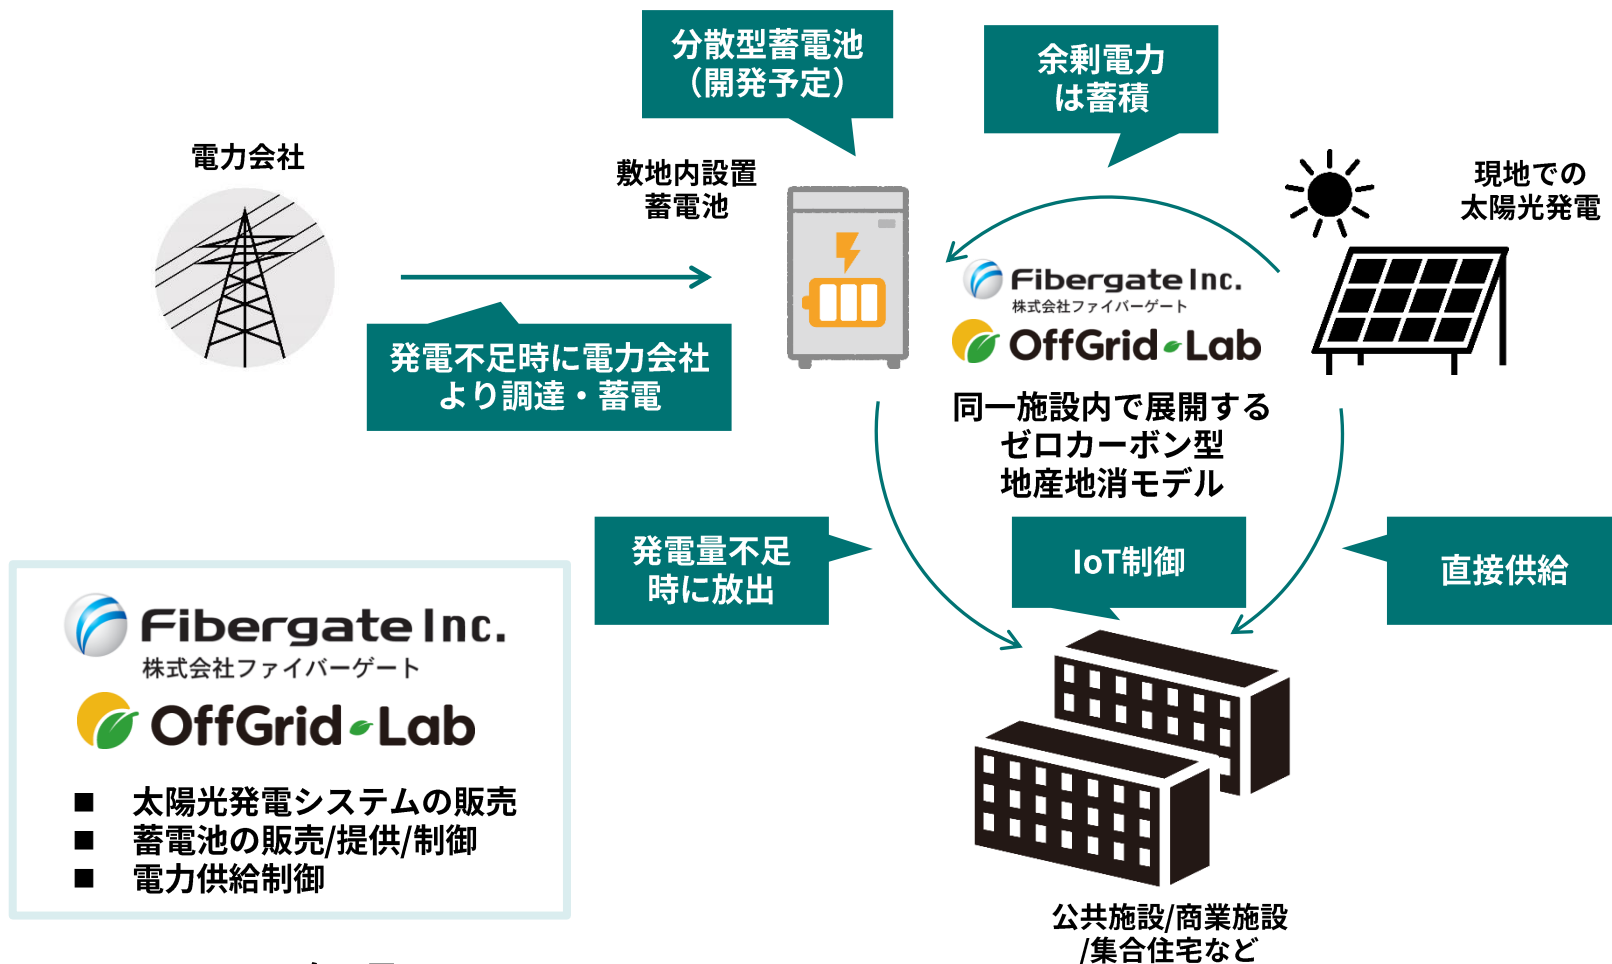 分散型蓄電池
（開発予定）
余剰電力
は蓄積
電力会社
敷地内設置
蓄電池
現地での
太陽光発電
Fibergate Inc.
株式会社ファイバーゲート
OffGrid Lab
発電不足時に電力会社
より調達・蓄電
同一施設内で展開する
ゼロカーボン型
地産地消モデル
発電量不足
時に放出
IoT制御
直接供給
Fibergate Inc.
株式会社ファイバーゲート
OffGrid Lab
■ 太陽光発電システムの販売
■ 蓄電池の販売/提供/制御
■ 電力供給制御
公共施設/商業施設
/集合住宅など